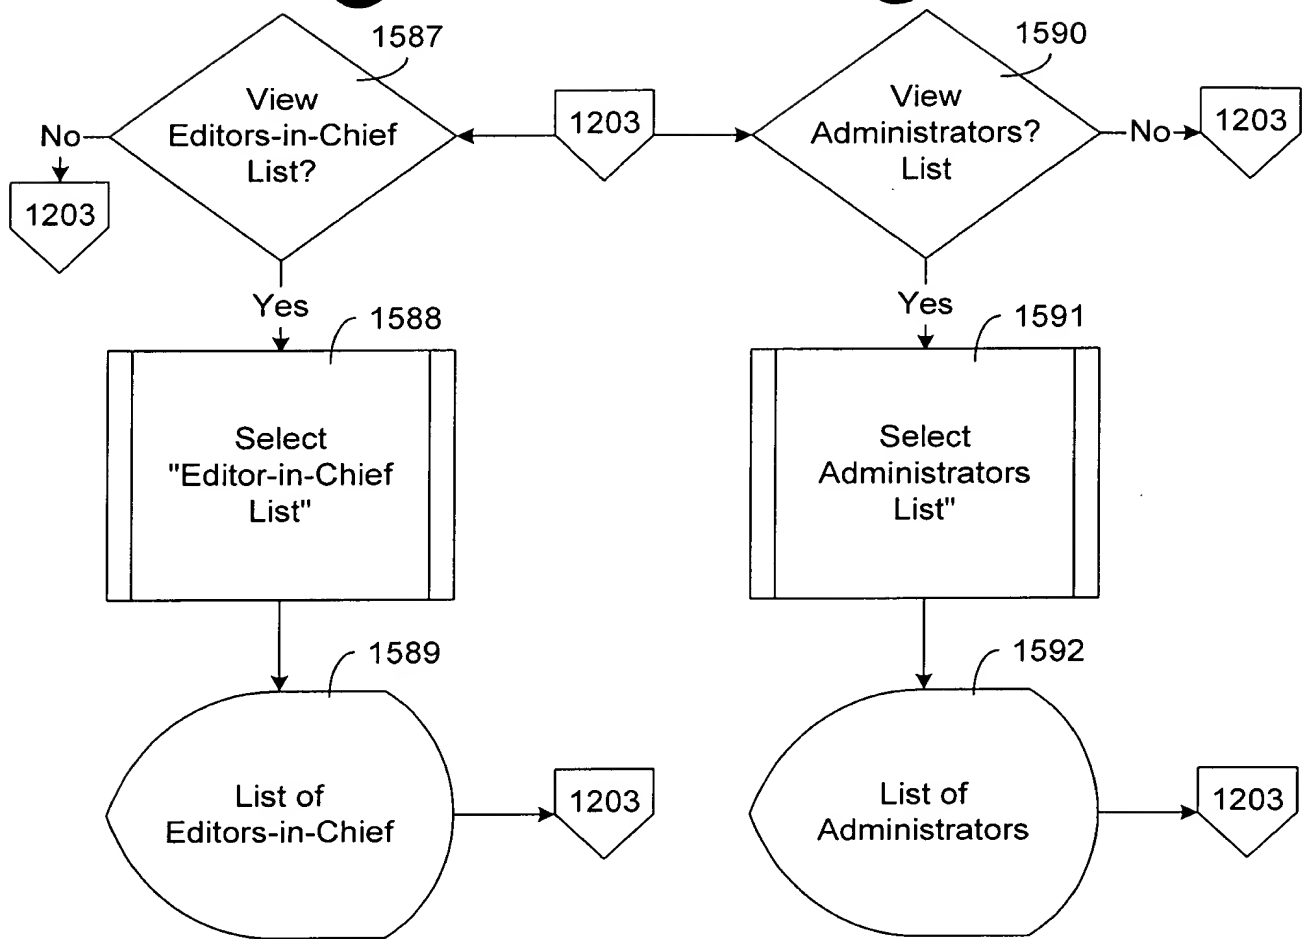 1587
View
Editors-in-Chief
List?
No
1203
Yes
1588
Select
"Editor-in-Chief
List"
1589
List of
Editors-in-Chief
1203
1203
1590
View
Administrators?
List
No
1203
Yes
1591
Select
Administrators
List"
1592
List of
Administrators
1203